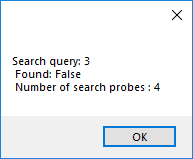 Search query: 3
Found: False
Number of search probes : 4
OK